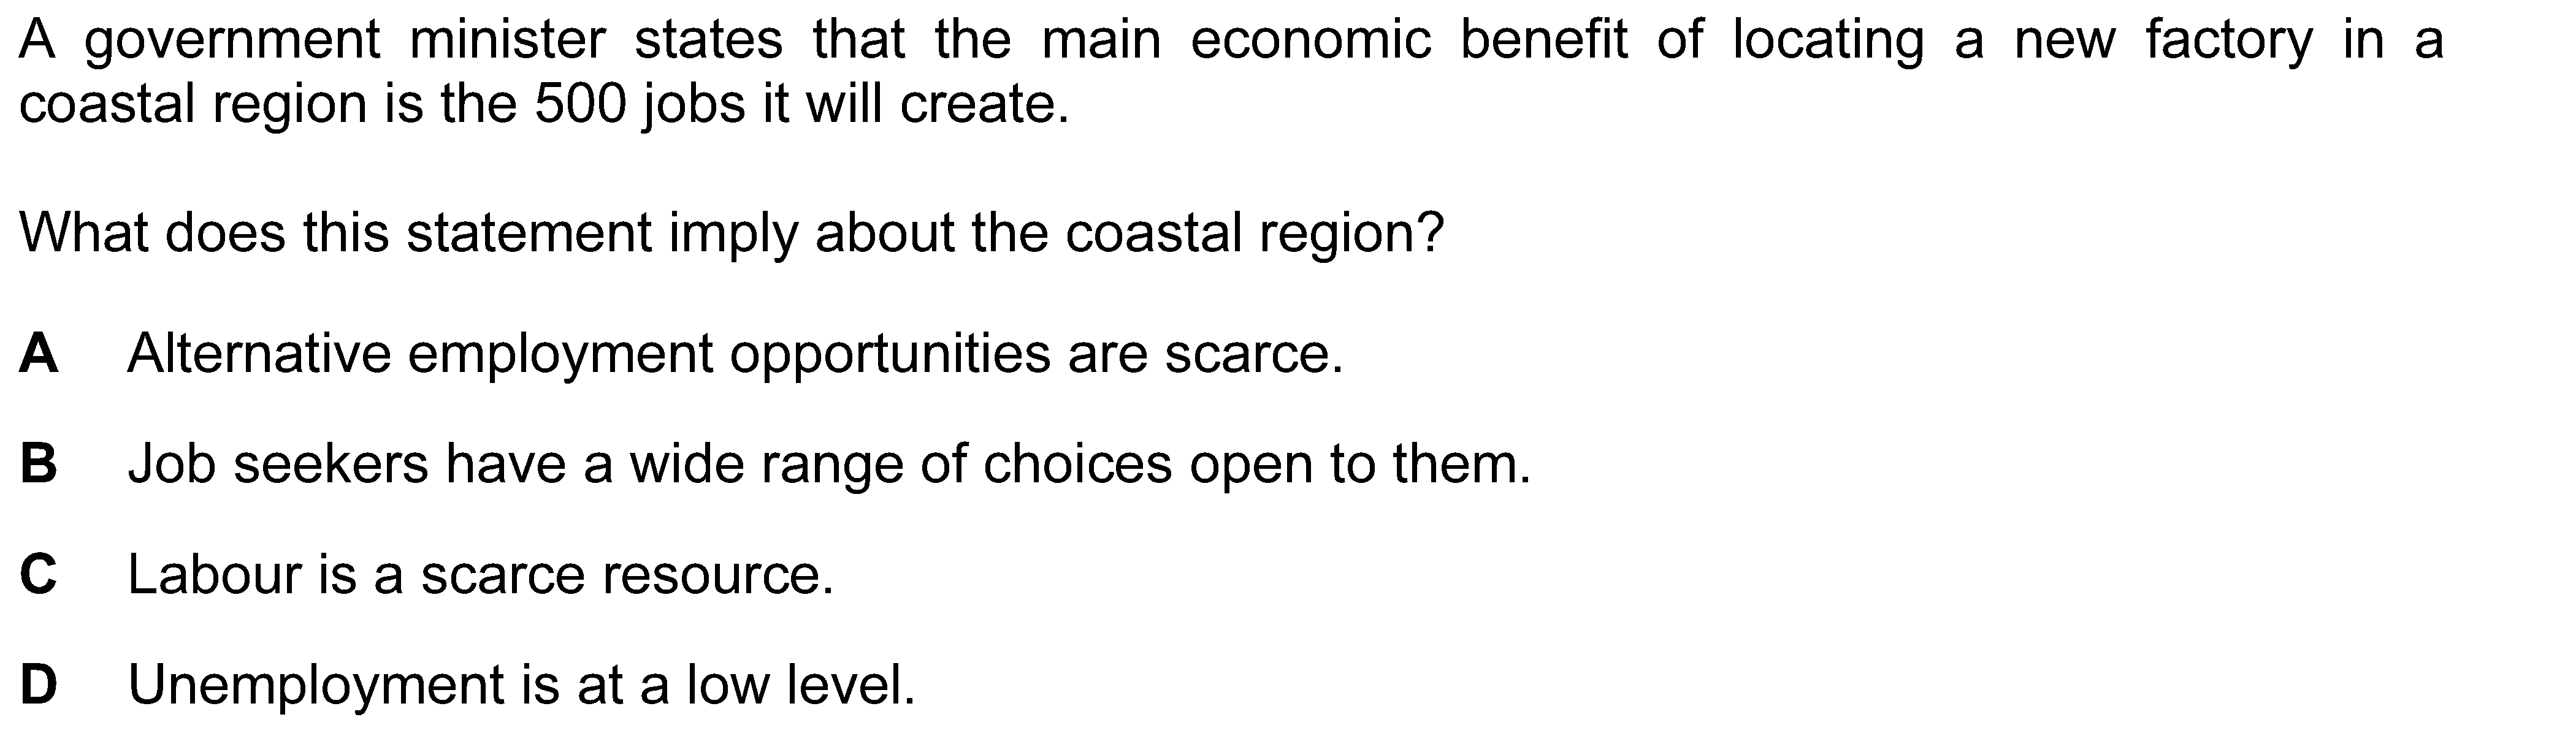 A government minister states that the main economic benefit of locating a new factory in a
coastal region is the 500 jobs it will create.
What does this statement imply about the coastal region?
A Alternative employment opportunities are scarce.
B Job seekers have a wide range of choices open to them.
C Labour is a scarce resource.
D Unemployment is at a low level.